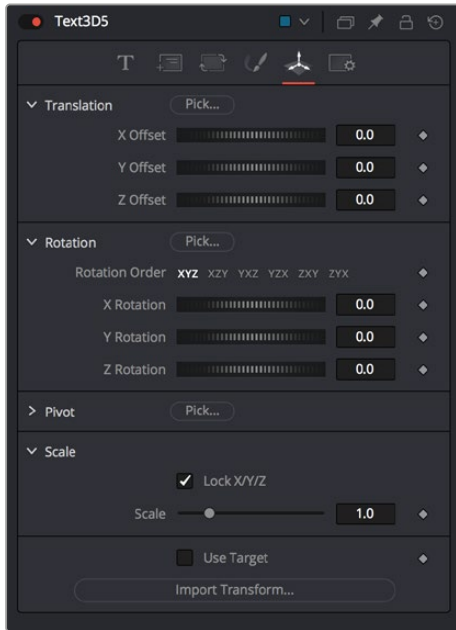 Text3D5
T
Translation Pick...
X Offset 0.0
Y Offset 0.0
Z Offset 0.0
Rotation Pick...
Rotation Order XYZ XZY YXZ YZX ZXY ZYX
X Rotation 0.0
Y Rotation 0.0
Z Rotation 0.0
Pivot Pick...
Scale
Lock X/Y/Z
Scale 1.0
Use Target
Import Transform...